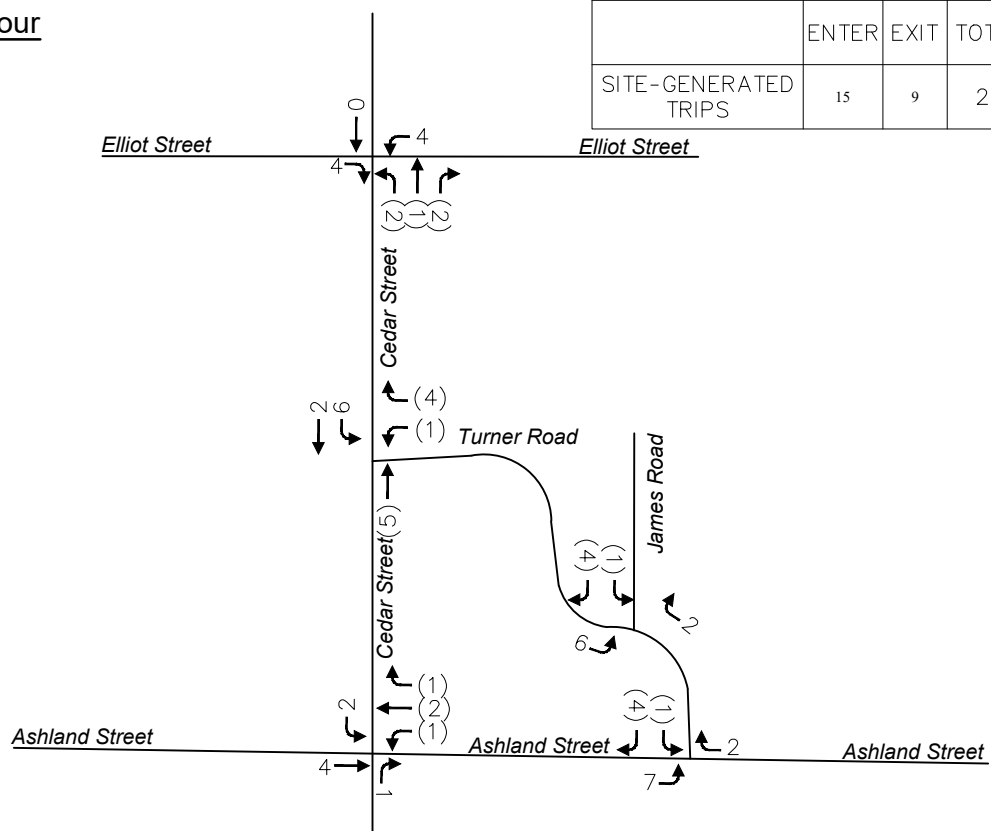 our
ENTER EXIT TOT
SITE-GENERATED
TRIPS
15 9 2
0
4
Elliot Street
Elliot Street
4
(2) (1) (2)
Cedar Street
(4)
2 6
(1)
Turner Road
James Road
(5)
Cedar Street
(4) (1)
2
6
(1)
(2)
(1)
2
(4) (1)
Ashland Street
Ashland Street
Ashland Street
2
4
1
7